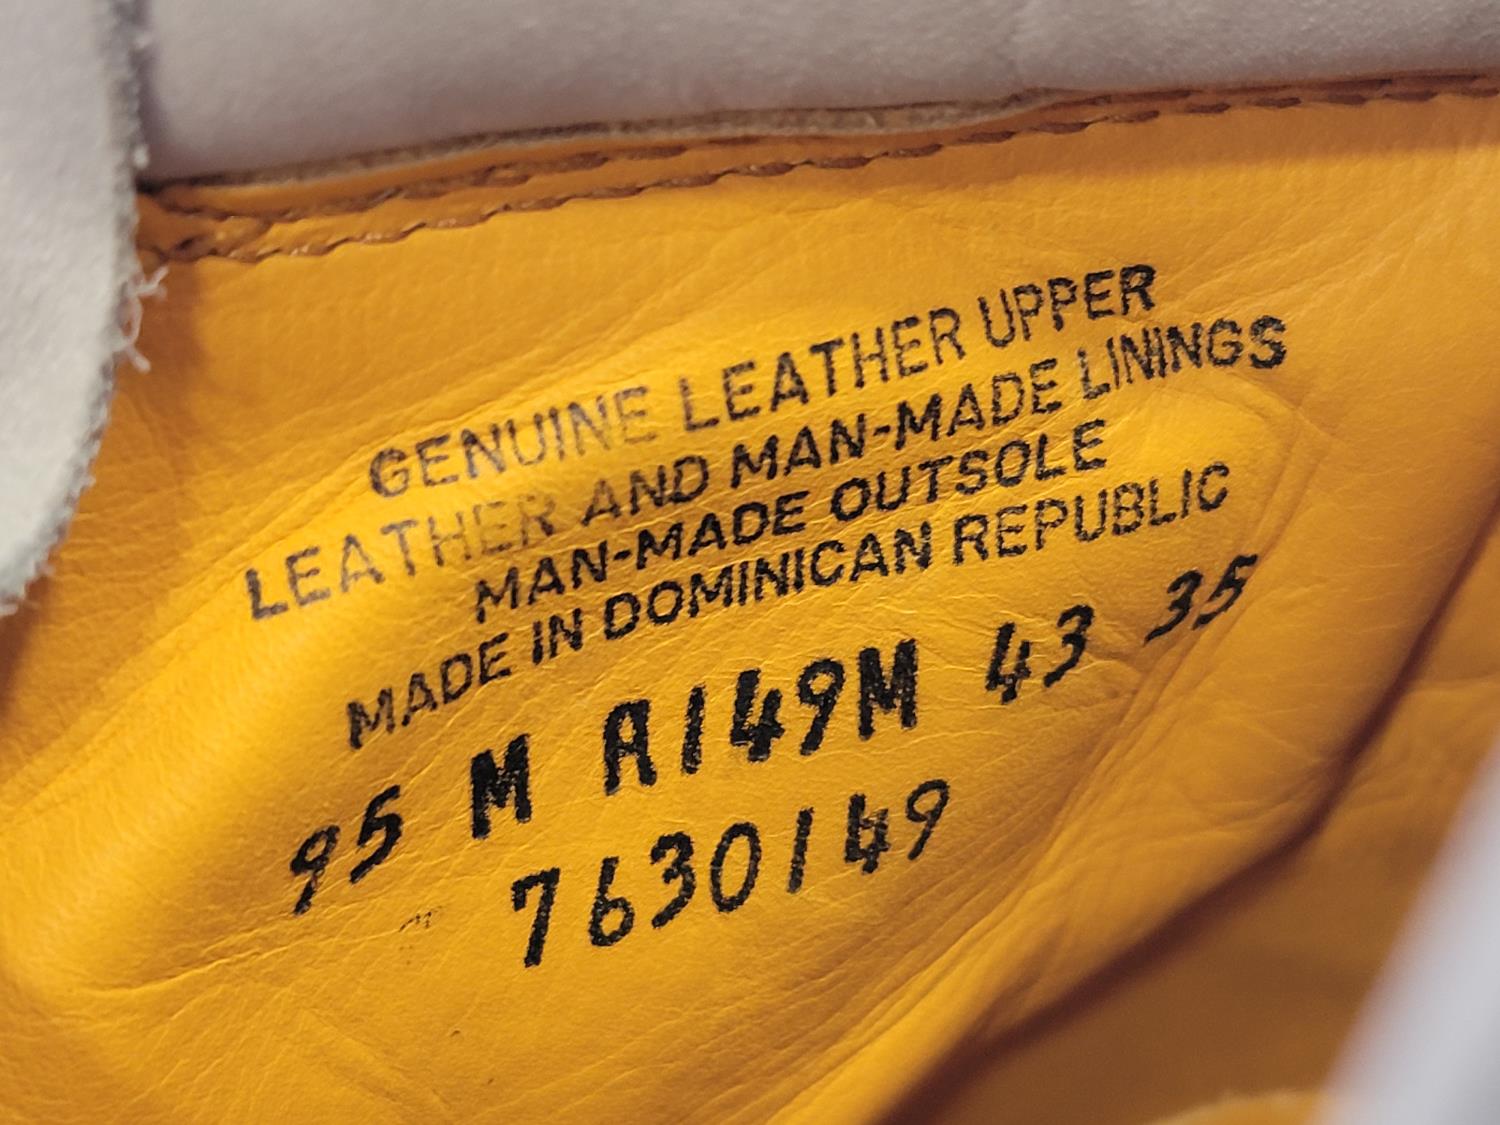 GENUINE LEATHER UPPER
LEATHER AND MAN-MADE LININGS
MAN-MADE OUTSOLE
MADE IN DOMINICAN REPUBLIC
95 M A149M 43 35
7630149